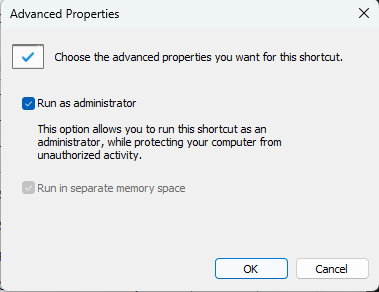 Advanced Properties
Choose the advanced properties you want for this shortcut.
Run as administrator
This option allows you to run this shortcut as an
administrator, while protecting your computer from
unauthorized activity.
Run in separate memory space
OK
Cancel